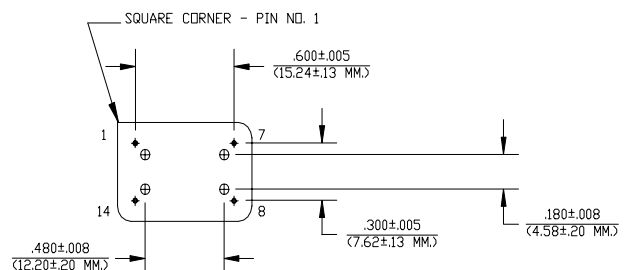 SQUARE CORNER - PIN NO. 1
.600±.005
(15.24±.13 MM.)
1
7
14
8
.180±.008
(4.58±.20 MM.)
.300±.005
(7.62±.13 MM.)
.480±.008
(12.20±.20 MM.)